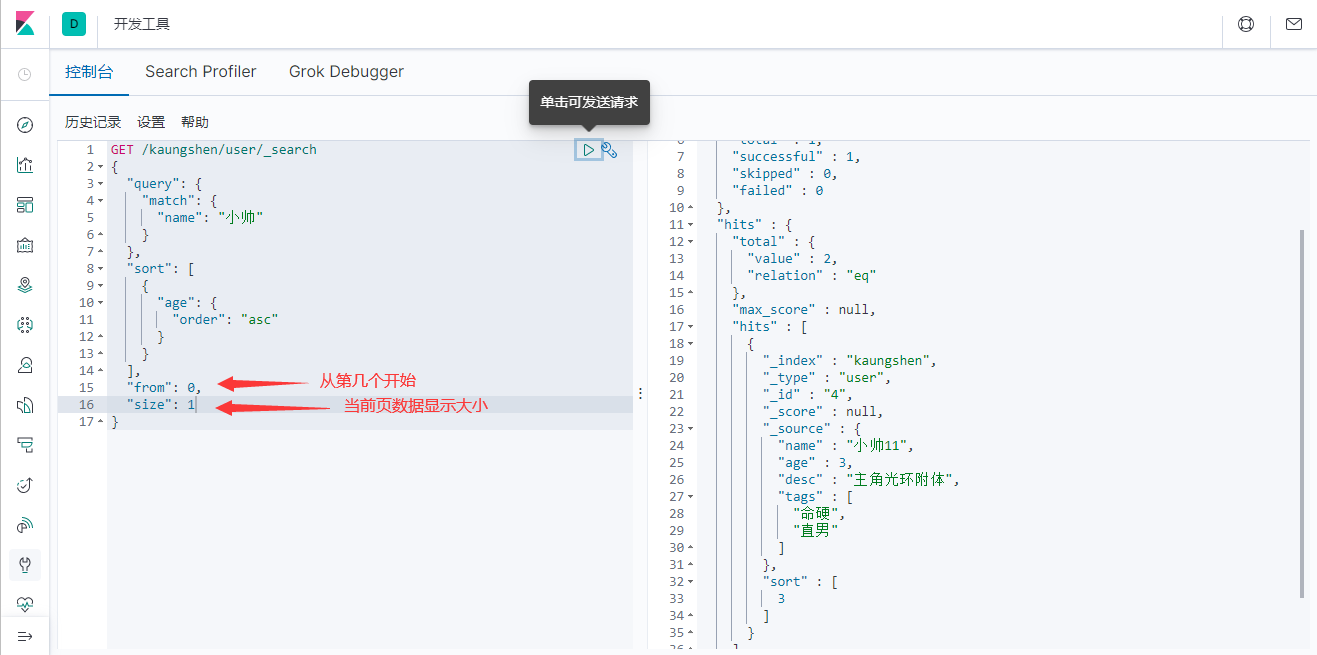 D 开发工具
控制台 Search Profiler Grok Debugger
单击可发送请求
历史记录 设置 帮助
1 GET /kaungshen/user/_search
2 {
3 "query": {
4 "match": {
5 "name": "小帅"
6 }
7 },
8 "sort": [
9 {
10 "age": {
11 "order": "asc"
12 }
13 }
14 ],
15 "from": 0, 从第几个开始
16 "size": 1 当前页数据显示大小
17 }
7 "successful" : 1,
8 "skipped" : 0,
9 "failed" : 0
10 },
11 "hits" : {
12 "total" : {
13 "value" : 2,
14 "relation" : "eq"
15 },
16 "max_score" : null,
17 "hits" : [
18 {
19 "_index" : "kaungshen",
20 "_type" : "user",
21 "_id" : "4",
22 "_score" : null,
23 "_source" : {
24 "name" : "小帅11",
25 "age" : 3,
26 "desc" : "主角光环附体",
27 "tags" : [
28 "命硬",
29 "直男"
30 ]
31 },
32 "sort" : [
33 3
34 ]
35 }